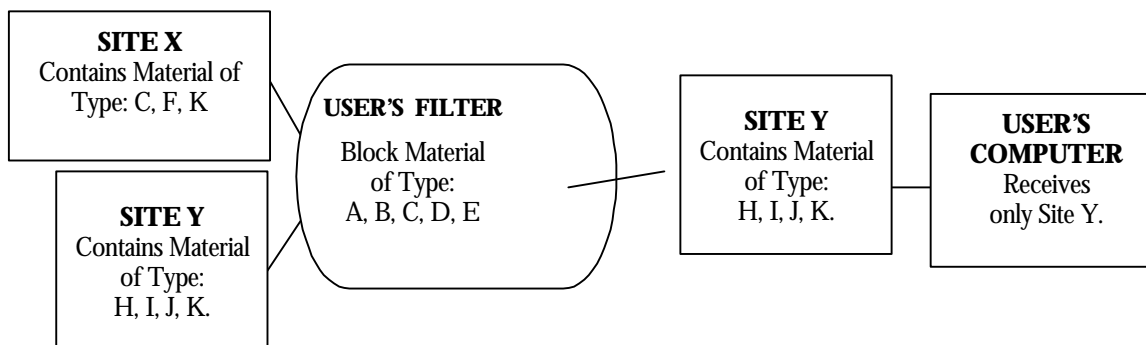 SITE X
Contains Material of
Type: C, F, K
SITE Y
Contains Material
of Type:
H, I, J, K.
USER'S FILTER
Block Material
of Type:
A, B, C, D, E
SITE Y
Contains Material
of Type:
H, I, J, K.
USER'S
COMPUTER
Receives
only Site Y.